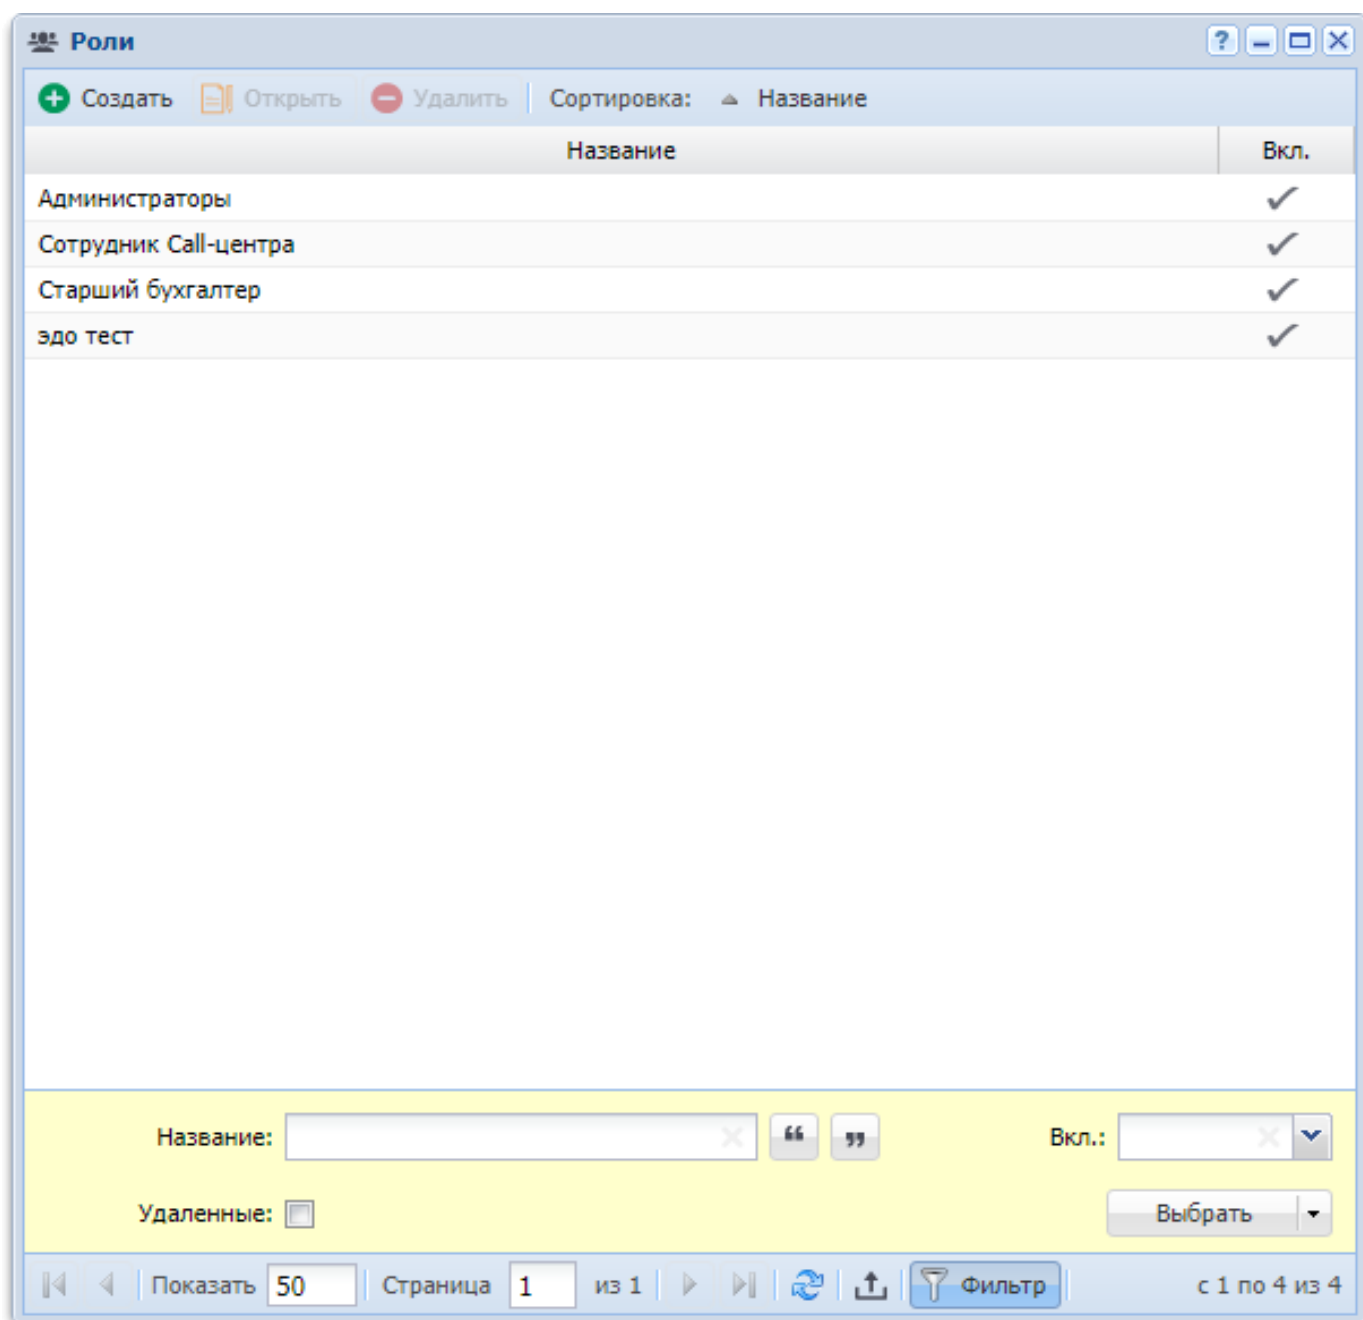 Роли
Создать Открыть Удалить Сортировка: Название
Название Вкл.
Администраторы
Сотрудник Call-центра
Старший бухгалтер
эдо тест
Название: Вкл.:
Удаленные: Выбрать
Показать 50 Страница 1 из 1 Фильтр с 1 по 4 из 4